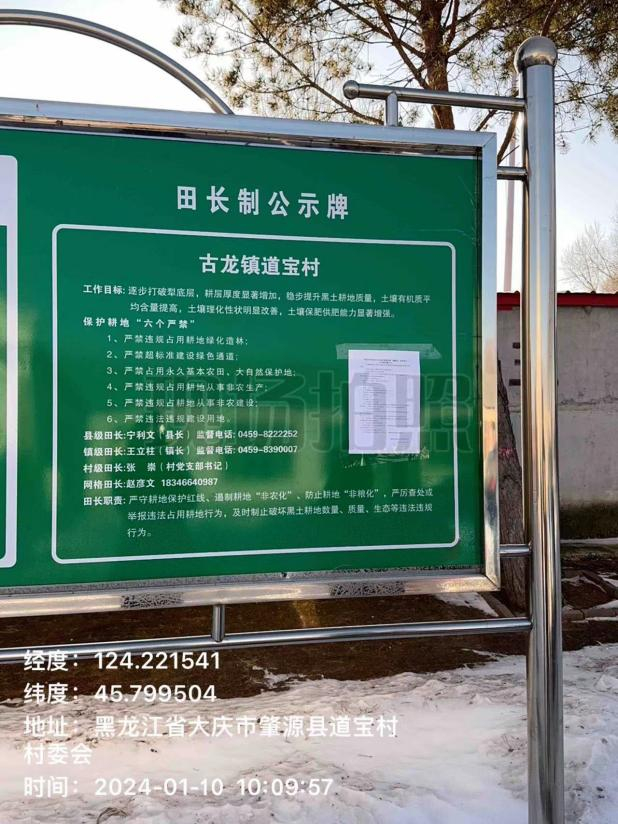 田长制公示牌
古龙镇道宝村
工作目标: 逐步打破犁底层，耕层厚度显著增加，稳步提升黑土耕地质量，土壤有机质平
均含量提高，土壤理化性状明显改善，土壤保肥供肥能力显著增强。
保护耕地“六个严禁”
1、严禁违规占用耕地绿化造林;
2、严禁超标准建设绿色通道;
3、严禁占用永久基本农田、大自然保护地;
4、严禁违规占用耕地从事非农生产;
5、严禁违规占耕地从事非农建设;
6、严禁违法违规建设用地。
县级田长:宁利文（县长）监督电话:0459-8222252
镇级田长:王立柱（镇长）监督电话:0459-8390007
村级田长:张 崇（村党支部书记）
网格田长:赵彦文 18346640987
田长职责: 严守耕地保护红线、遏制耕地“非农化”、防止耕地“非粮化”，严厉查处或
举报违法占用耕地行为，及时制止破坏黑土耕地数量、质量、生态等违法违规
行为。
拍照
经度：124.221541
纬度：45.799504
地址：黑龙江省大庆市肇源县道宝村
村委会
时间：2024-01-10 10:09:57